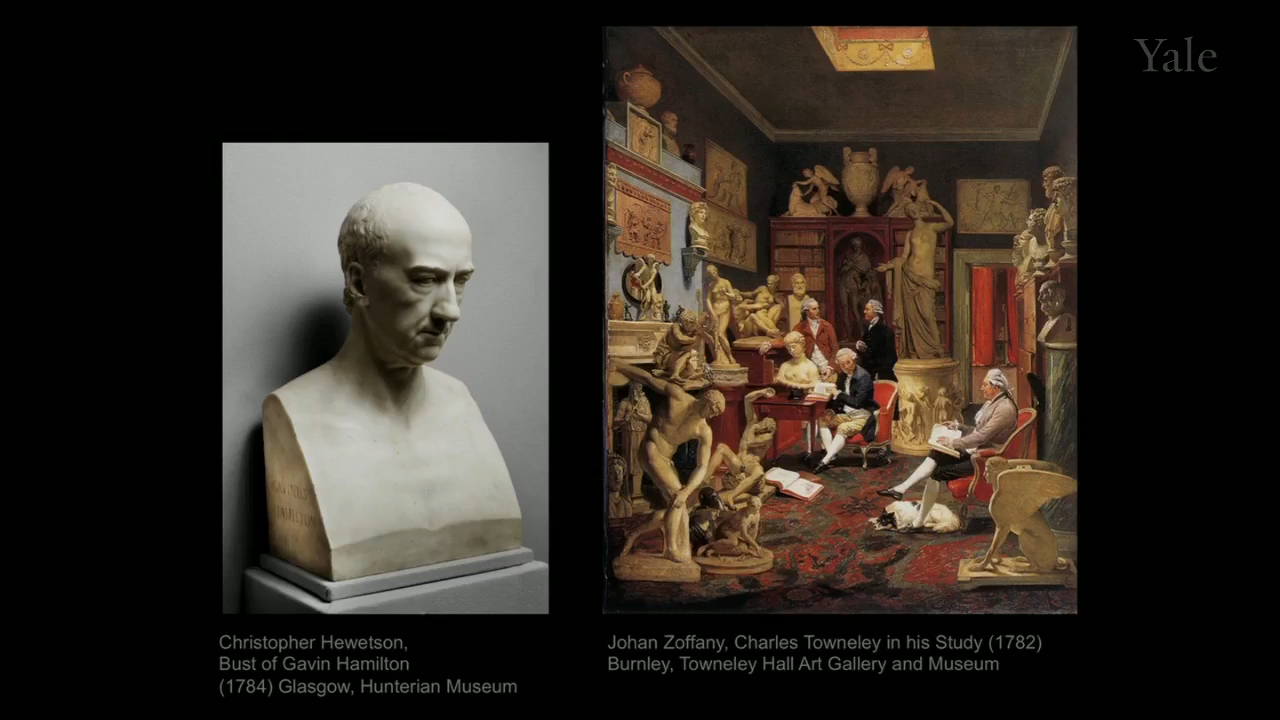 Yale
Christopher Hewetson,
Bust of Gavin Hamilton
(1784) Glasgow, Hunterian Museum
Johan Zoffany, Charles Towneley in his Study (1782)
Burnley, Towneley Hall Art Gallery and Museum